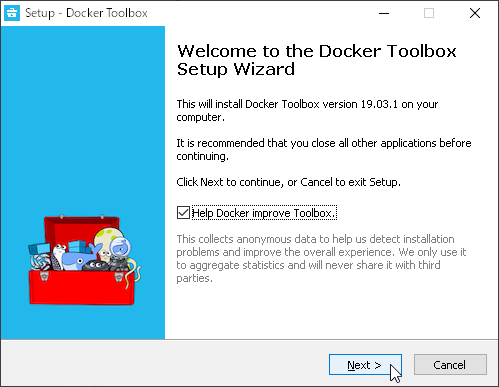 Setup - Docker Toolbox
Welcome to the Docker Toolbox
Setup Wizard
This will install Docker Toolbox version 19.03.1 on your
computer.
It is recommended that you close all other applications before
continuing.
Click Next to continue, or Cancel to exit Setup.
Help Docker improve Toolbox.
This collects anonymous data to help us detect installation
problems and improve the overall experience. We only use it
to aggregate statistics and will never share it with third
parties.
Next >
Cancel